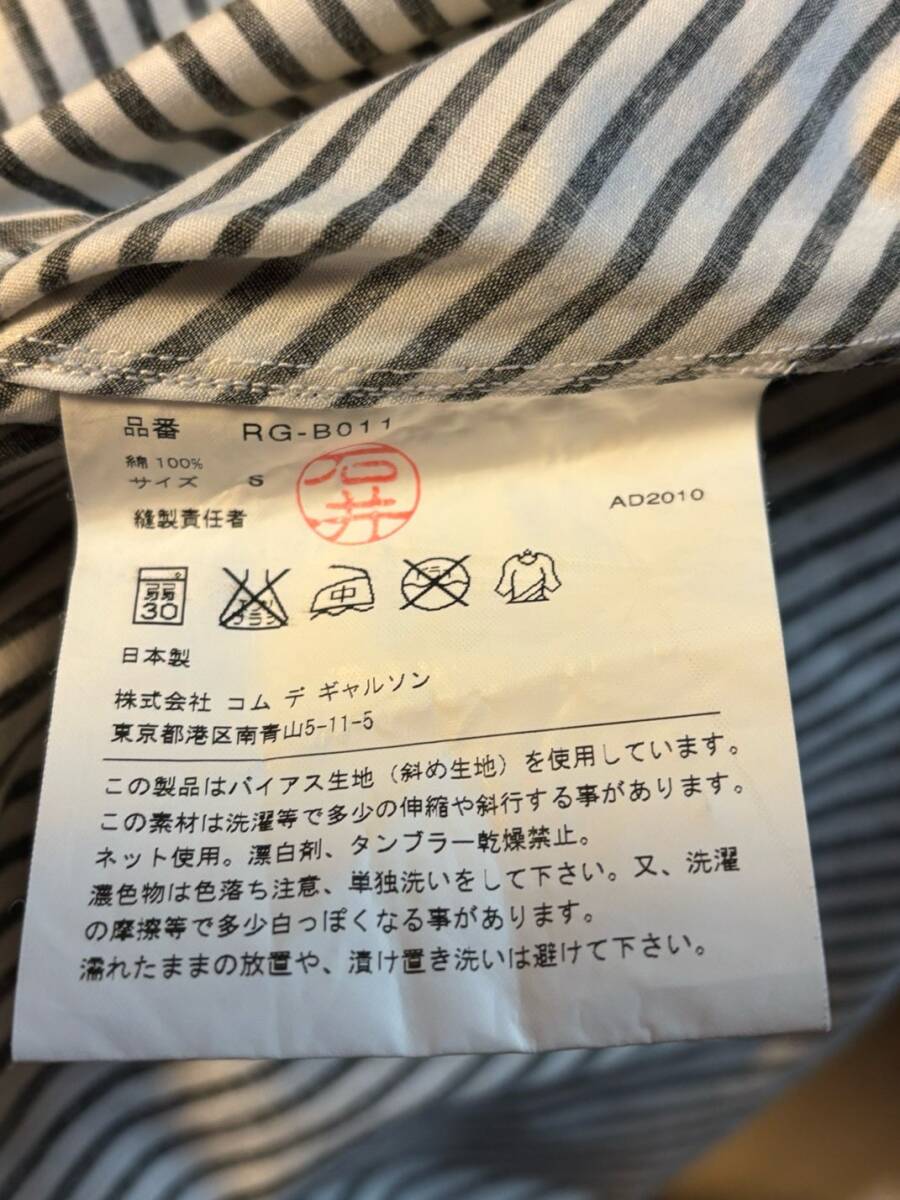 品番 RG-B011
綿 100%
サイズ S
縫製責任者 石井
AD2010
弱 30
エンソ サラシ
中
ドライ
日本製
株式会社 コム デ ギャルソン
東京都港区南青山5-11-5
この製品はバイアス生地（斜め生地）を使用しています。
この素材は洗濯等で多少の伸縮や斜行する事があります。
ネット使用。漂白剤、タンブラー乾燥禁止。
濃色物は色落ち注意、単独洗いをして下さい。又、洗濯
の摩擦等で多少白っぽくなる事があります。
濡れたままの放置や、漬け置き洗いは避けて下さい。